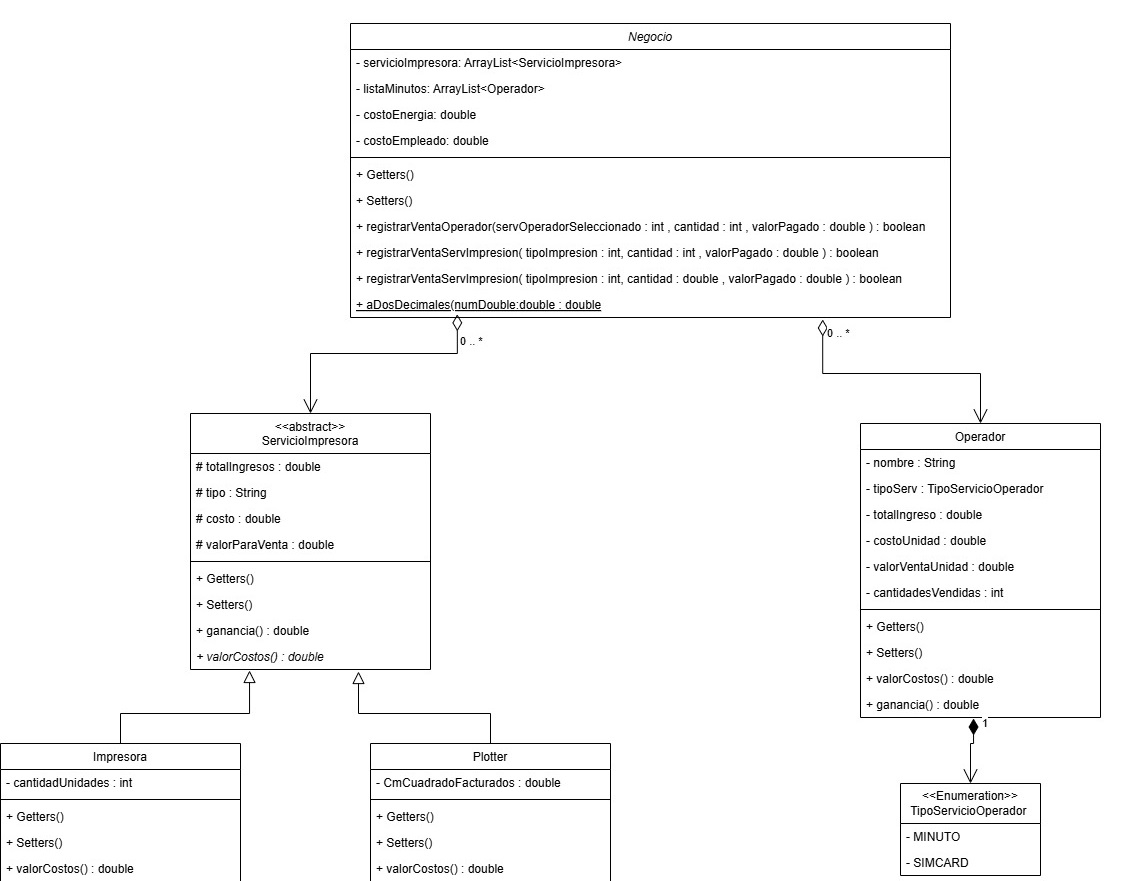 Negocio
- servicioImpresora: ArrayList<ServicioImpresora>
- listaMinutos: ArrayList<Operador>
- costoEnergia: double
- costoEmpleado: double
+ Getters()
+ Setters()
+ registrarVentaOperador(servOperadorSeleccionado : int , cantidad : int , valorPagado : double ) : boolean
+ registrarVentaServImpresion( tipoImpresion : int, cantidad : int , valorPagado : double ) : boolean
+ registrarVentaServImpresion( tipoImpresion : int, cantidad : double , valorPagado : double ) : boolean
+ aDosDecimales(numDouble:double : double
0 .. *
0 .. *
<<abstract>>
ServicioImpresora
# totalIngresos : double
# tipo : String
# costo : double
# valorParaVenta : double
+ Getters()
+ Setters()
+ ganancia() : double
+ valorCostos() : double
Operador
- nombre : String
- tipoServ : TipoServicioOperador
- totalIngreso : double
- costoUnidad : double
- valorVentaUnidad : double
- cantidadesVendidas : int
+ Getters()
+ Setters()
+ valorCostos() : double
+ ganancia() : double
1
Impresora
- cantidadUnidades : int
+ Getters()
+ Setters()
+ valorCostos() : double
Plotter
- CmCuadradoFacturados : double
+ Getters()
+ Setters()
+ valorCostos() : double
<<Enumeration>>
TipoServicioOperador
- MINUTO
- SIMCARD